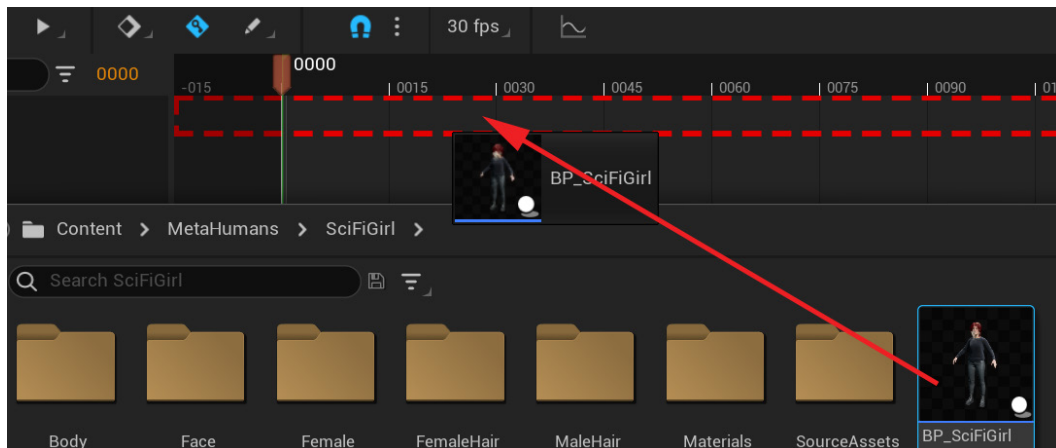 30 fps
0000
0000
-015
0015
0030
0045
0060
0075
0090
01
BP_SciFiGirl
Content > MetaHumans > SciFiGirl >
Search SciFiGirl
Body
Face
Female
FemaleHair
MaleHair
Materials
SourceAssets
BP_SciFiGirl